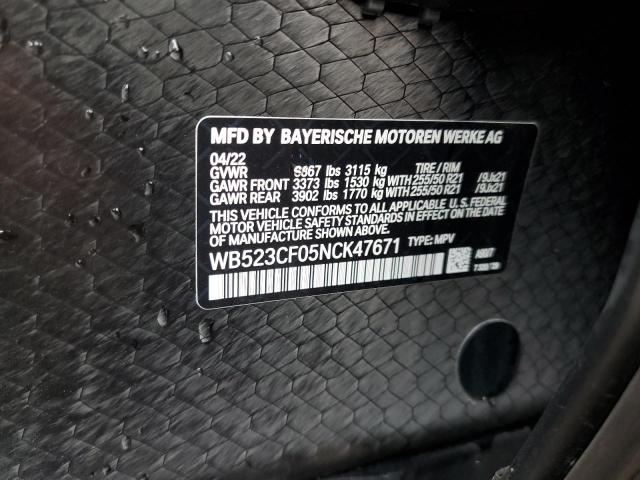 MFD BY BAYERISCHE MOTOREN WERKE AG
04/22
GVWR 6867 lbs 3115 kg TIRE / RIM
GAWR FRONT 3373 lbs 1530 kg WITH 255/50 R21 /9Jx21
GAWR REAR 3902 lbs 1770 kg WITH 255/50 R21 /9Jx21
THIS VEHICLE CONFORMS TO ALL APPLICABLE U.S. FEDERAL
MOTOR VEHICLE SAFETY STANDARDS IN EFFECT ON THE
DATE OF MANUFACTURE SHOWN ABOVE.
WB523CF05NCK47671 TYPE: MPV